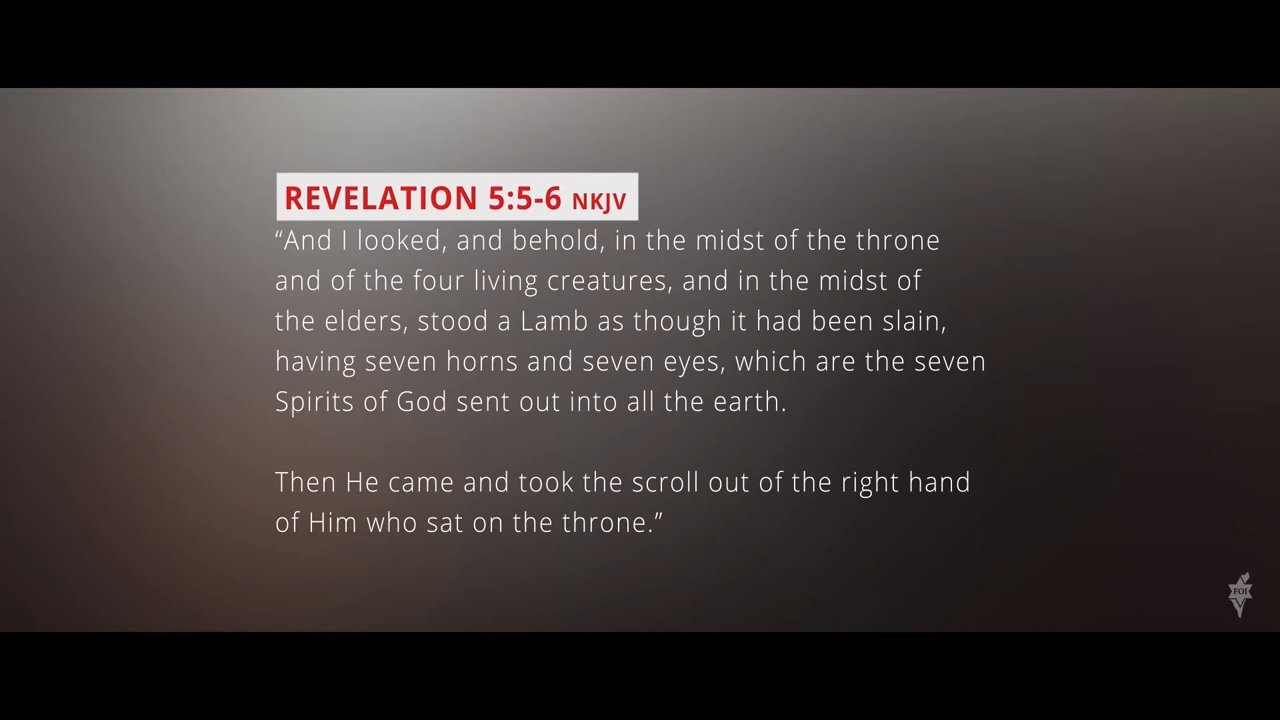 REVELATION 5:5-6 NKJV
“And I looked, and behold, in the midst of the throne
and of the four living creatures, and in the midst of
the elders, stood a Lamb as though it had been slain,
having seven horns and seven eyes, which are the seven
Spirits of God sent out into all the earth.
Then He came and took the scroll out of the right hand
of Him who sat on the throne.”
FOI